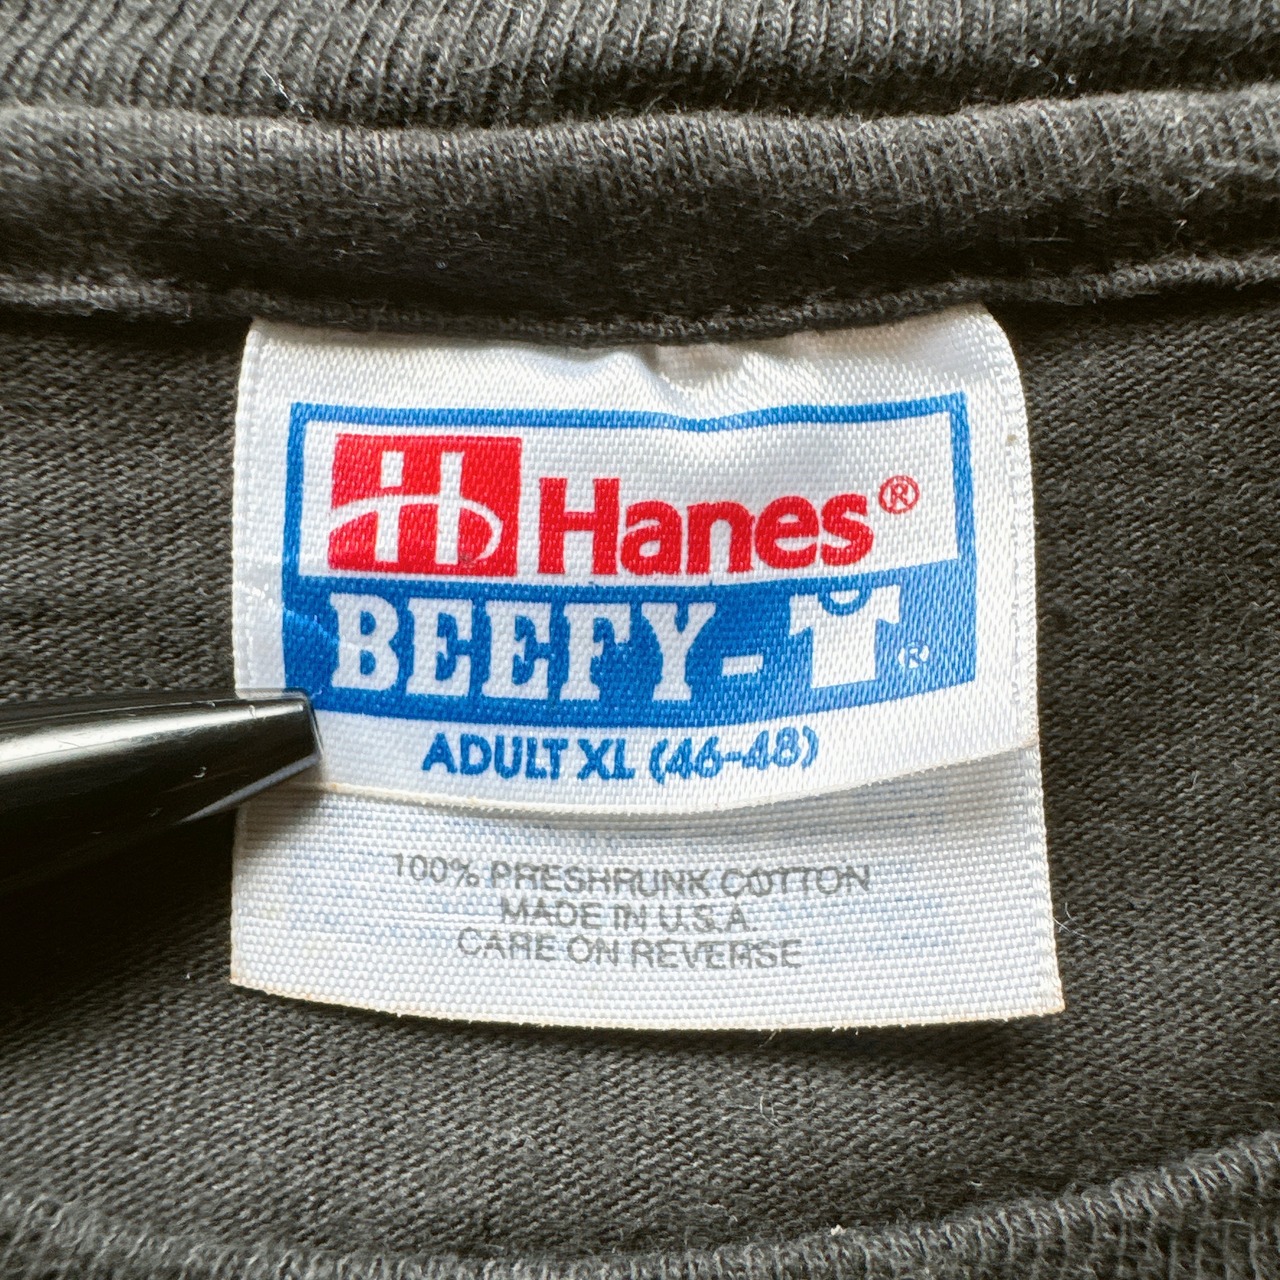 H Hanes®
BEEFY-T®
ADULT XL (46-48)
100% PRESHRUNK COTTON
MADE IN U.S.A.
CARE ON REVERSE